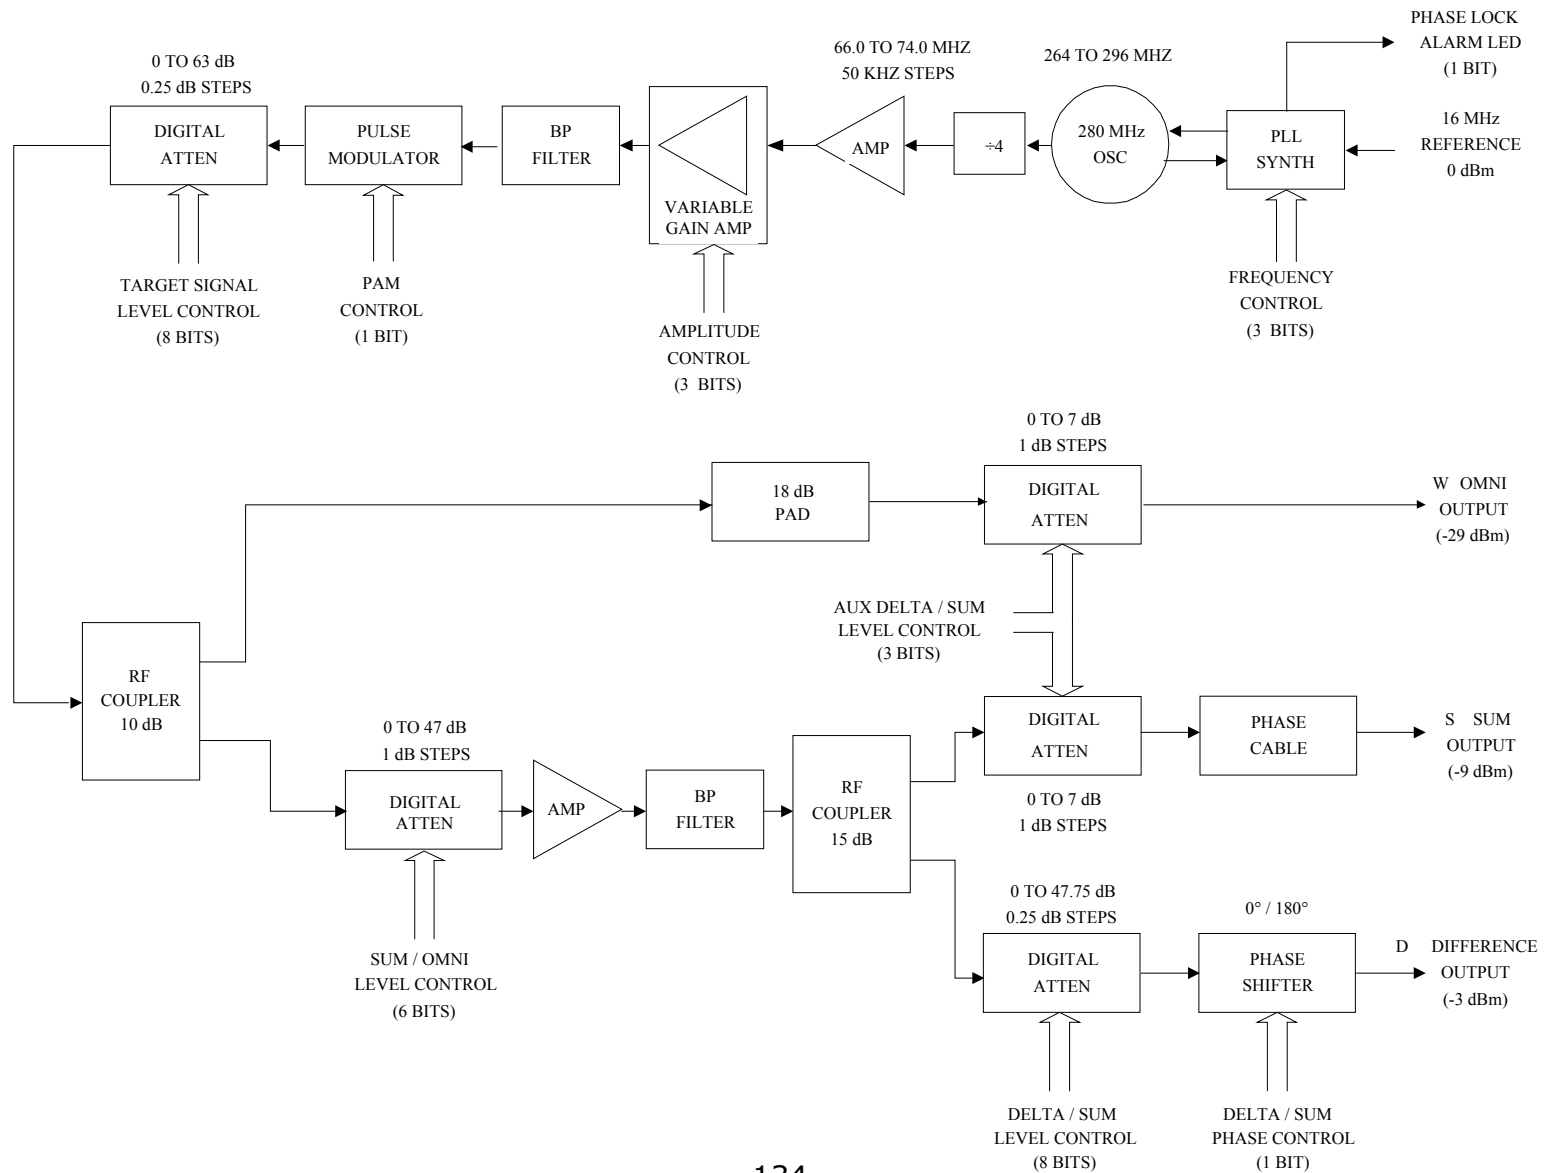 PHASE LOCK
ALARM LED
(1 BIT)
0 TO 63 dB
0.25 dB STEPS
66.0 TO 74.0 MHZ
50 KHZ STEPS
264 TO 296 MHZ
DIGITAL
ATTEN
PULSE
MODULATOR
BP
FILTER
VARIABLE
GAIN AMP
AMP
÷4
280 MHz
OSC
PLL
SYNTH
16 MHz
REFERENCE
0 dBm
TARGET SIGNAL
LEVEL CONTROL
(8 BITS)
PAM
CONTROL
(1 BIT)
AMPLITUDE
CONTROL
(3 BITS)
FREQUENCY
CONTROL
(3 BITS)
0 TO 7 dB
1 dB STEPS
18 dB
PAD
DIGITAL
ATTEN
W OMNI
OUTPUT
(-29 dBm)
AUX DELTA / SUM
LEVEL CONTROL
(3 BITS)
RF
COUPLER
10 dB
0 TO 47 dB
1 dB STEPS
DIGITAL
ATTEN
AMP
BP
FILTER
RF
COUPLER
15 dB
DIGITAL
ATTEN
0 TO 7 dB
1 dB STEPS
PHASE
CABLE
S SUM
OUTPUT
(-9 dBm)
SUM / OMNI
LEVEL CONTROL
(6 BITS)
0 TO 47.75 dB
0.25 dB STEPS
0° / 180°
DIGITAL
ATTEN
PHASE
SHIFTER
D DIFFERENCE
OUTPUT
(-3 dBm)
DELTA / SUM
LEVEL CONTROL
(8 BITS)
DELTA / SUM
PHASE CONTROL
(1 BIT)